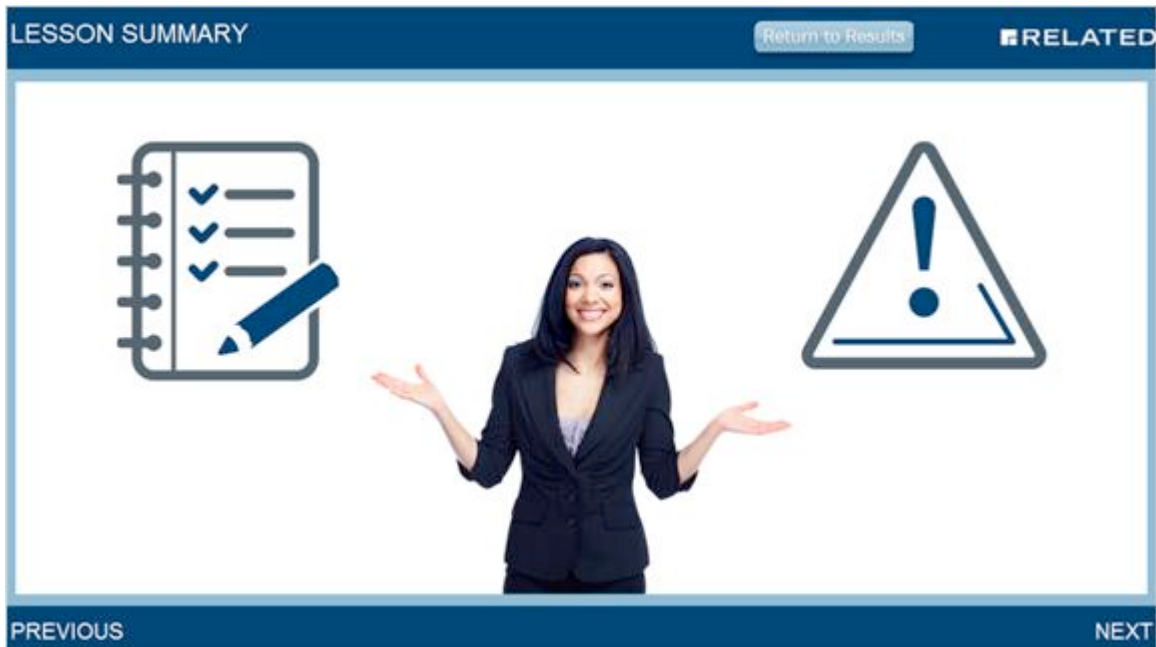 LESSON SUMMARY
Return to Results
RELATED
PREVIOUS
NEXT